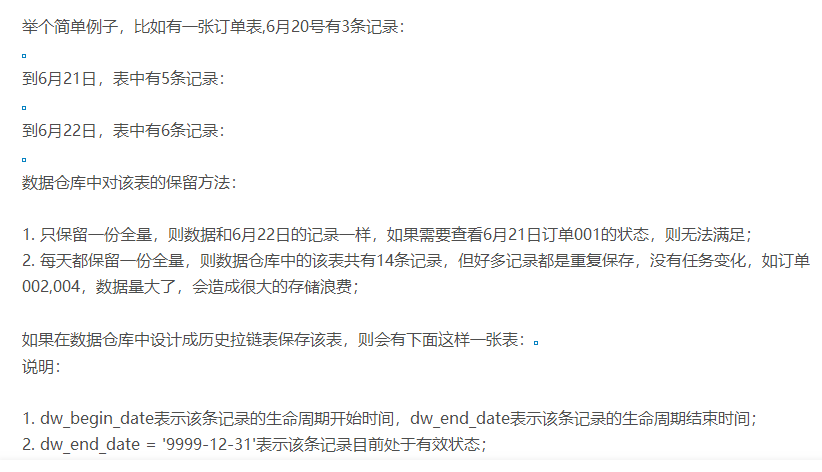 举个简单例子，比如有一张订单表,6月20号有3条记录：
到6月21日，表中有5条记录：
到6月22日，表中有6条记录：
数据仓库中对该表的保留方法：
1. 只保留一份全量，则数据和6月22日的记录一样，如果需要查看6月21日订单001的状态，则无法满足；
2. 每天都保留一份全量，则数据仓库中的该表共有14条记录，但好多记录都是重复保存，没有任务变化，如订单
002,004，数据量大了，会造成很大的存储浪费；
如果在数据仓库中设计成历史拉链表保存该表，则会有下面这样一张表：
说明：
1. dw_begin_date表示该条记录的生命周期开始时间，dw_end_date表示该条记录的生命周期结束时间；
2. dw_end_date = '9999-12-31'表示该条记录目前处于有效状态；